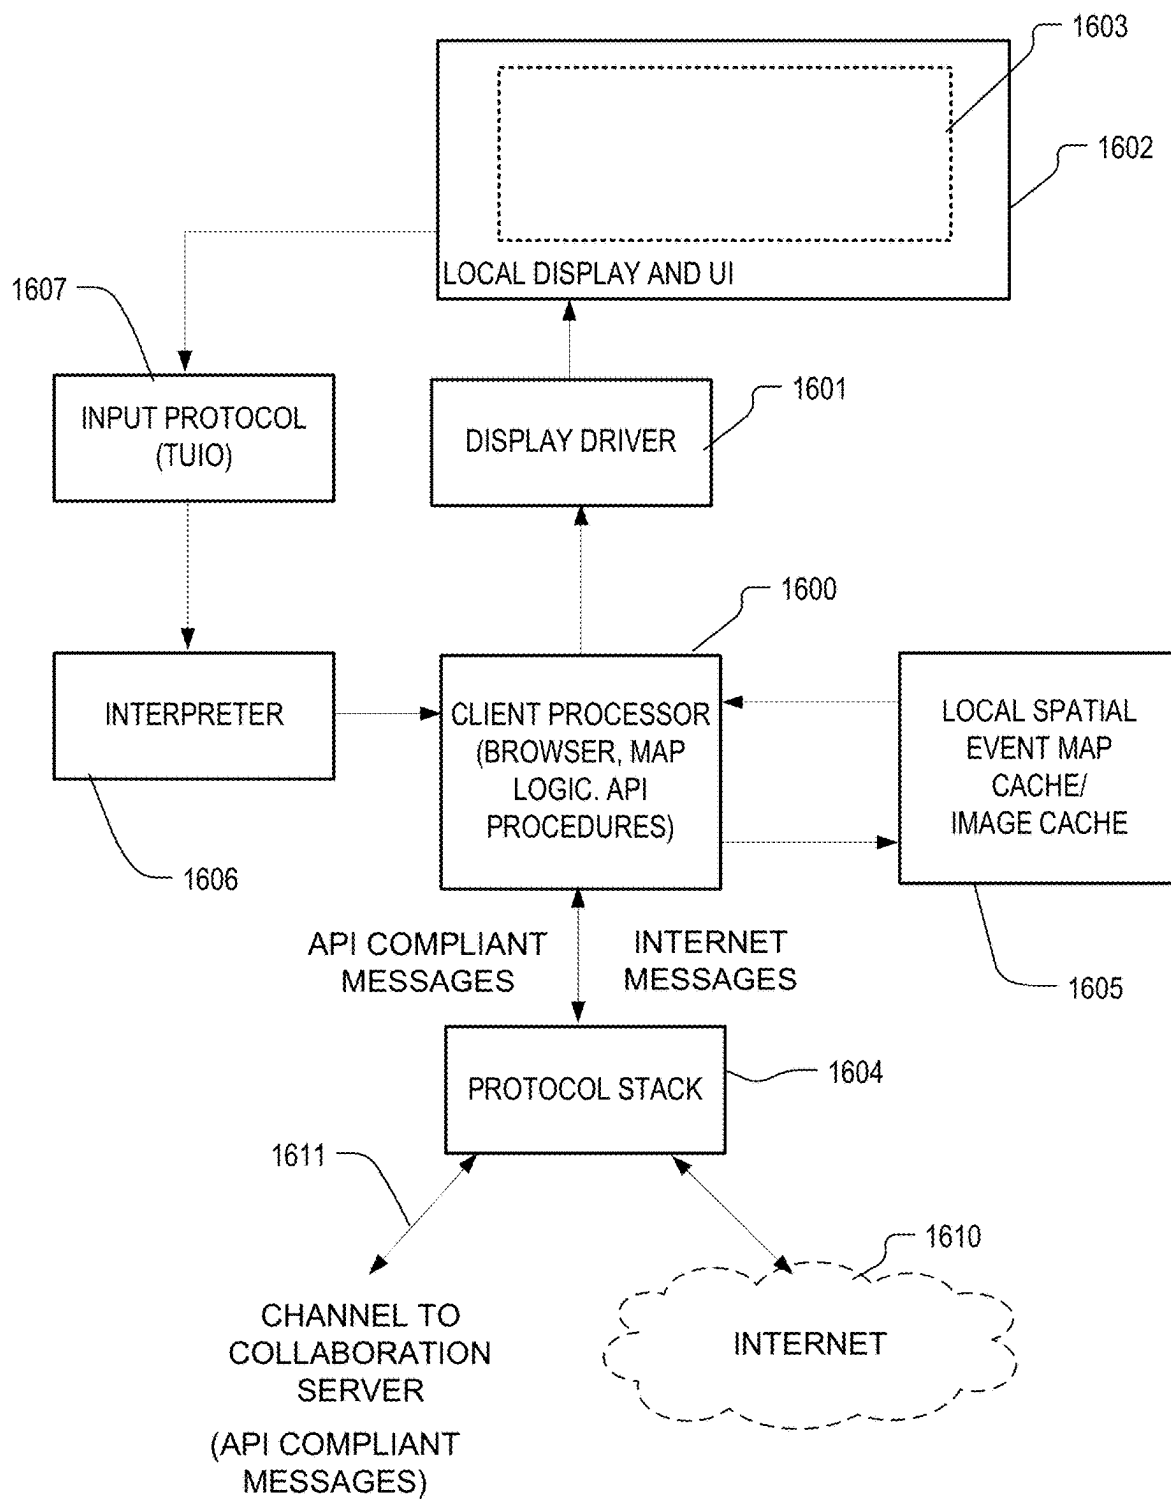 1603
1602
LOCAL DISPLAY AND UI
1607
INPUT PROTOCOL
(TUIO)
1601
DISPLAY DRIVER
1600
INTERPRETER
CLIENT PROCESSOR
(BROWSER, MAP
LOGIC. API
PROCEDURES)
LOCAL SPATIAL
EVENT MAP
CACHE/
IMAGE CACHE
1606
API COMPLIANT
MESSAGES
INTERNET
MESSAGES
1605
PROTOCOL STACK
1604
1611
1610
CHANNEL TO
COLLABORATION
SERVER
(API COMPLIANT
MESSAGES)
INTERNET